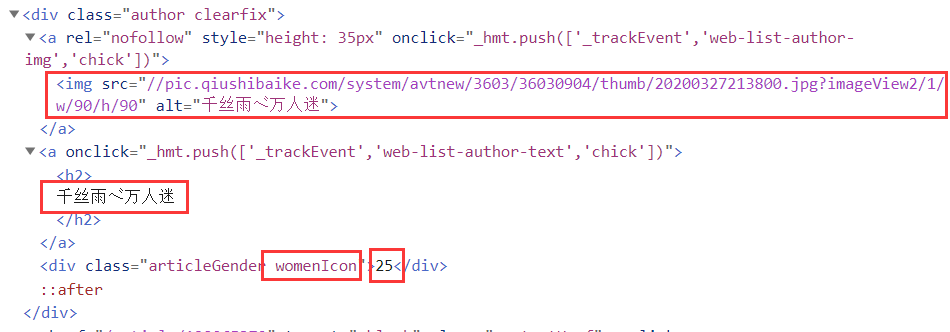 ▼<div class="author clearfix">
▼<a rel="nofollow" style="height: 35px" onclick="_hmt.push(['_trackEvent','web-list-author-
img','chick'])">
<img src="//pic.qiushibaike.com/system/avtnew/3603/36030904/thumb/20200327213800.jpg?imageView2/1/
w/90/h/90" alt="千丝雨べ万人迷">
</a>
▼<a onclick="_hmt.push(['_trackEvent','web-list-author-text','chick'])">
<h2>
千丝雨べ万人迷
</h2>
</a>
<div class="articleGender womenIcon">25</div>
::after
</div>